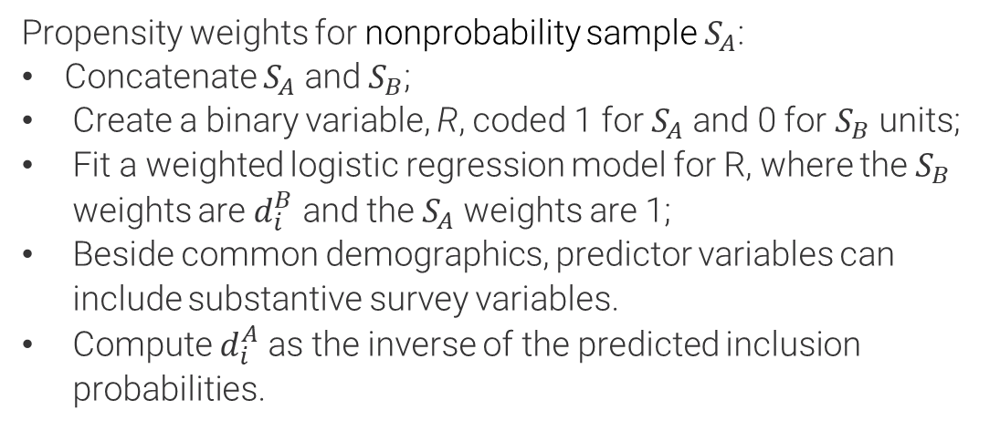 Propensity weights for nonprobability sample $S_A$:
• Concatenate $S_A$ and $S_B$;
• Create a binary variable, R, coded 1 for $S_A$ and 0 for $S_B$ units;
• Fit a weighted logistic regression model for R, where the $S_B$
weights are $d_i^B$ and the $S_A$ weights are 1;
• Beside common demographics, predictor variables can
include substantive survey variables.
• Compute $d_i^A$ as the inverse of the predicted inclusion
probabilities.